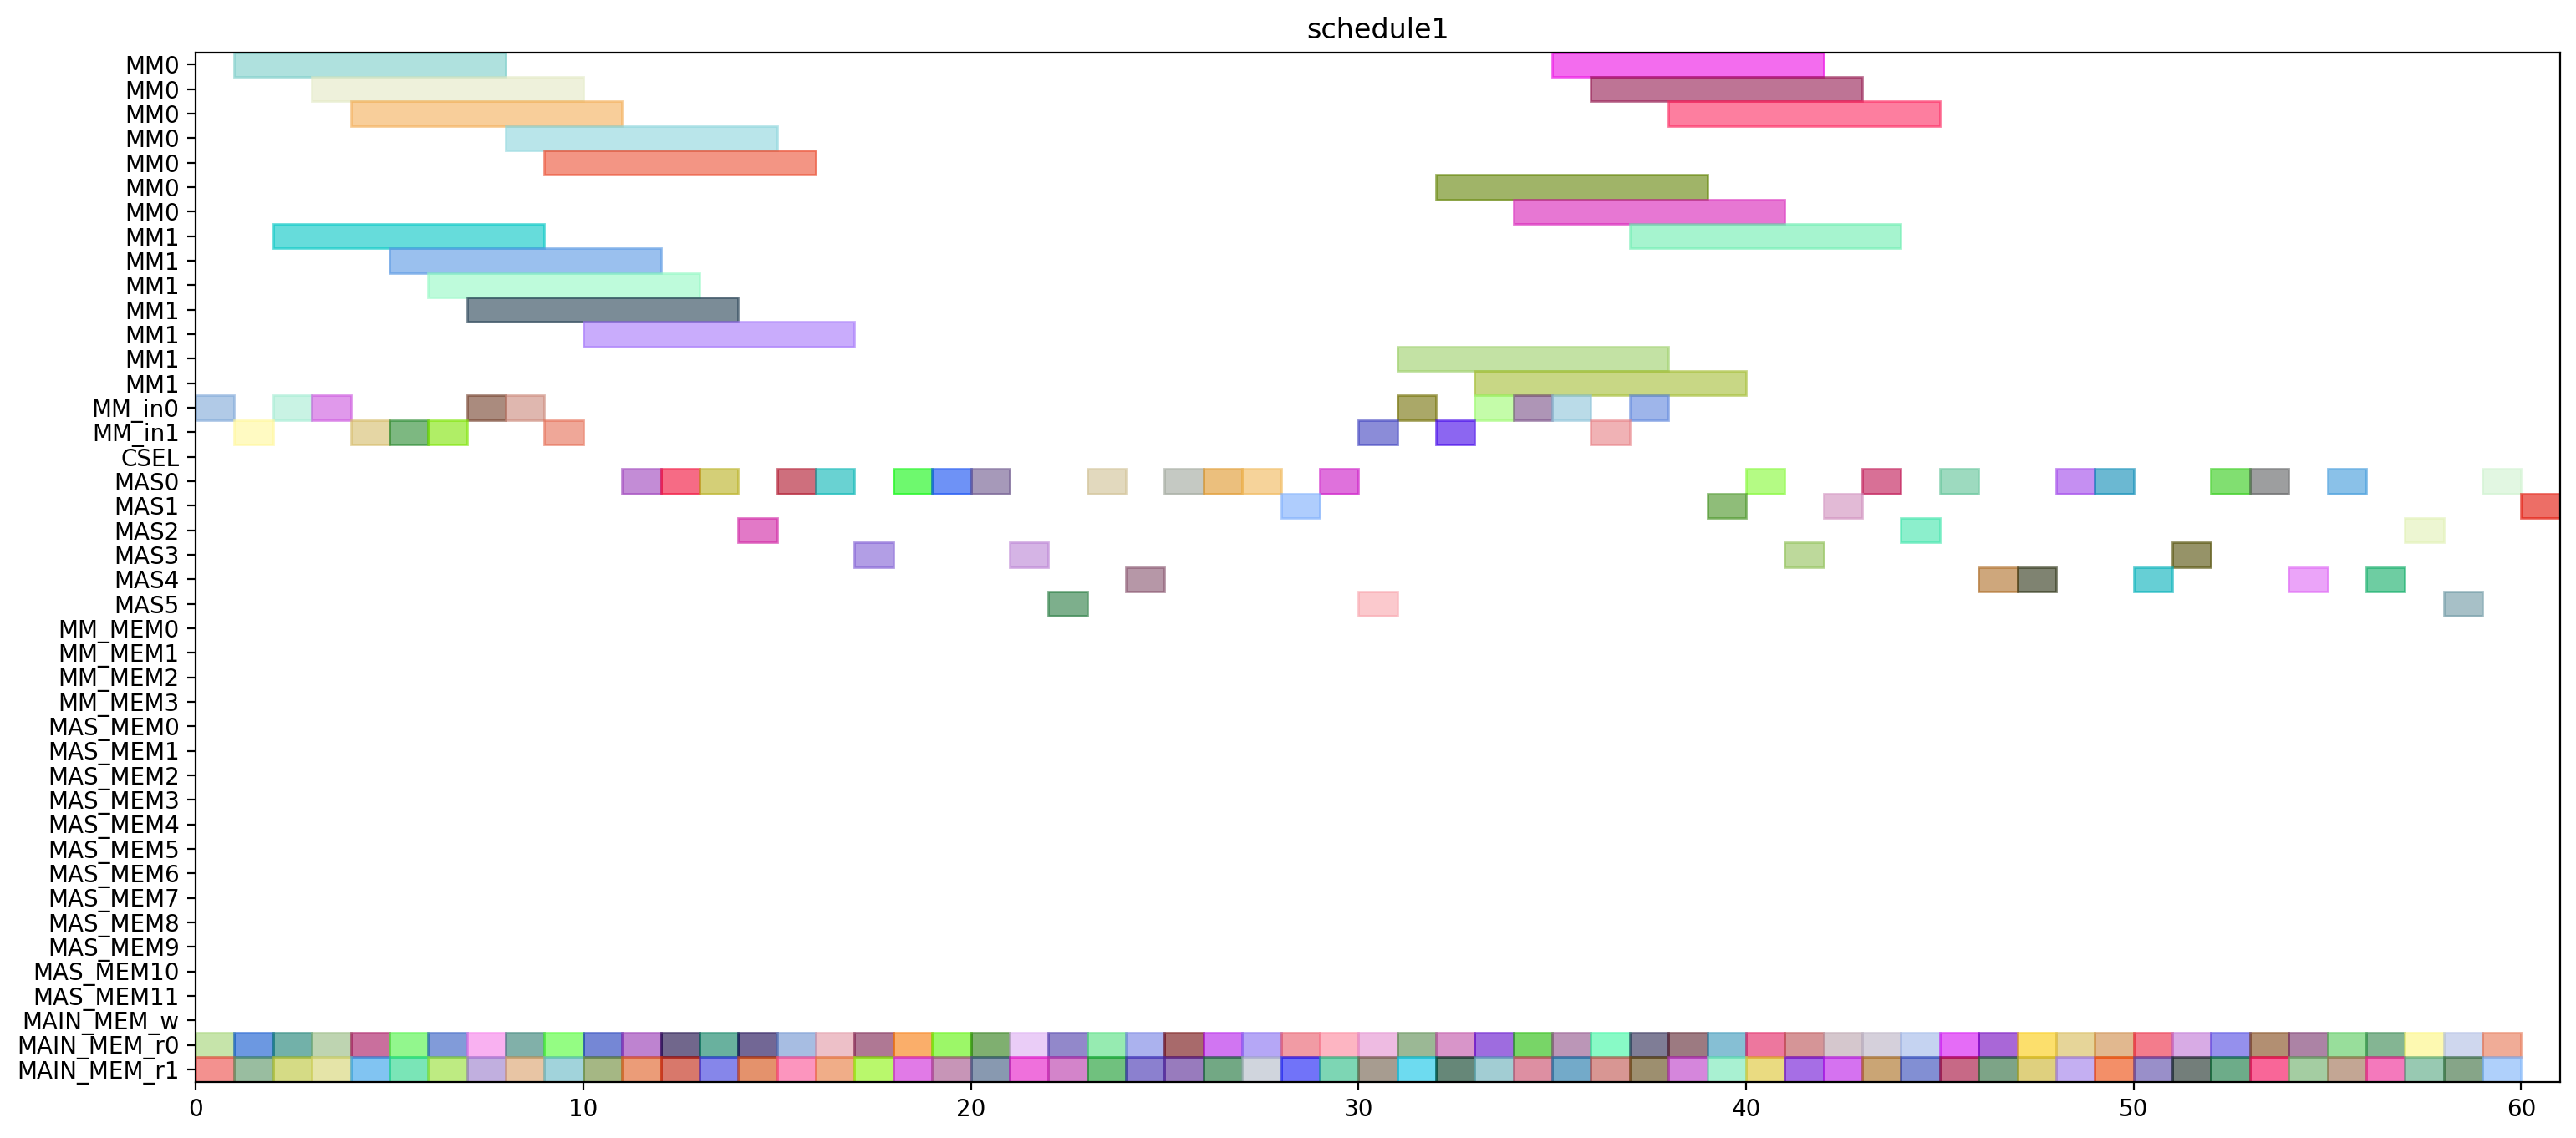 schedule1
MM0
MM0
MM0
MM0
MM0
MM0
MM0
MM1
MM1
MM1
MM1
MM1
MM1
MM1
MM_in0
MM_in1
CSEL
MAS0
MAS1
MAS2
MAS3
MAS4
MAS5
MM_MEM0
MM_MEM1
MM_MEM2
MM_MEM3
MAS_MEM0
MAS_MEM1
MAS_MEM2
MAS_MEM3
MAS_MEM4
MAS_MEM5
MAS_MEM6
MAS_MEM7
MAS_MEM8
MAS_MEM9
MAS_MEM10
MAS_MEM11
MAIN_MEM_w
MAIN_MEM_r0
MAIN_MEM_r1
0 10 20 30 40 50 60